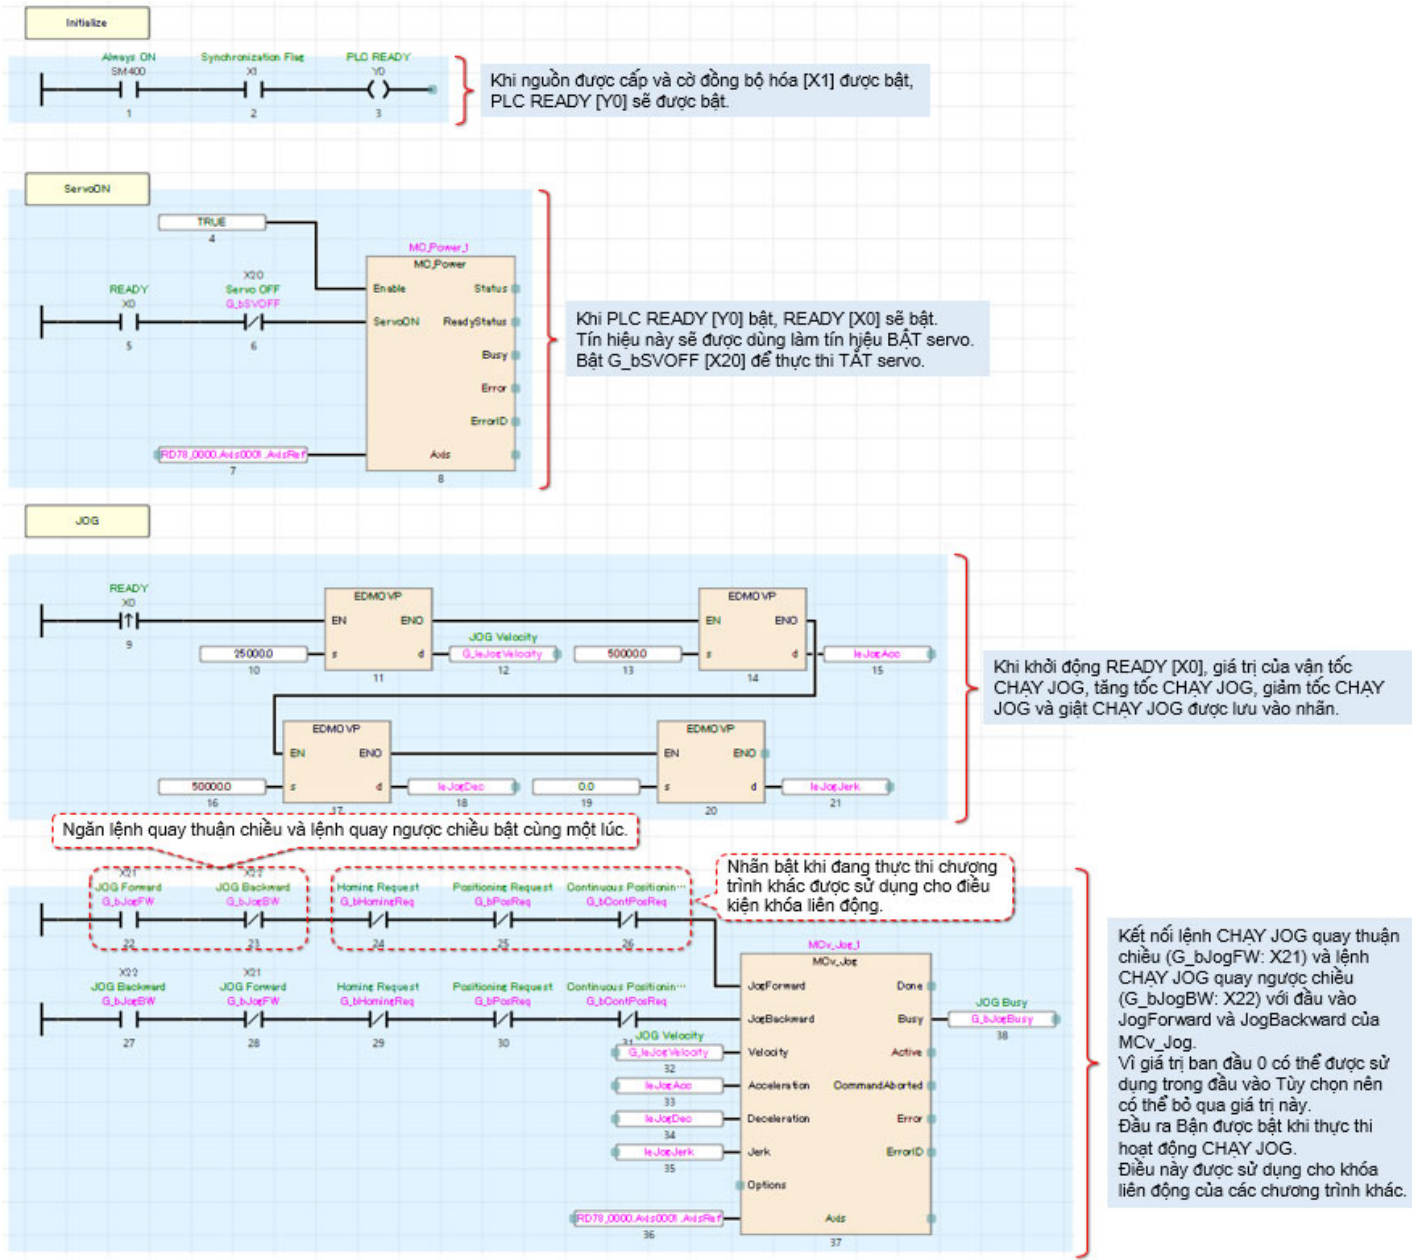 Initialize
Always ON
Synchronization Flag
PLC READY
SM400
X1
Y0
1
2
3
Khi nguồn được cấp và cờ đồng bộ hóa [X1] được bật,
PLC READY [Y0] sẽ được bật.
ServoON
TRUE
4
MC_Power_1
MC_Power
Enable
Status
READY
X0
X20
Servo OFF
G_bSVOFF
ServoON
ReadyStatus
5
6
Busy
Error
ErrorID
RD78_0000.Axis0001.AxisRef
Axis
7
8
Khi PLC READY [Y0] bật, READY [X0] sẽ bật.
Tín hiệu này sẽ được dùng làm tín hiệu BẬT servo.
Bật G_bSVOFF [X20] để thực thi TẮT servo.
JOG
READY
X0
9
EDMOVP
EN
ENO
25000.0
s
d
JOG Velocity
G_leJogVelocity
10
11
12
EDMOVP
EN
ENO
50000.0
s
d
leJogAcc
13
14
15
EDMOVP
EN
ENO
50000.0
s
d
leJogDec
16
17
18
EDMOVP
EN
ENO
0.0
s
d
leJogJerk
19
20
21
Khi khởi động READY [X0], giá trị của vận tốc
CHẠY JOG, tăng tốc CHẠY JOG, giảm tốc CHẠY
JOG và giật CHẠY JOG được lưu vào nhãn.
Ngăn lệnh quay thuận chiều và lệnh quay ngược chiều bật cùng một lúc.
Nhãn bật khi đang thực thi chương
trình khác được sử dụng cho điều
kiện khóa liên động.
X21
X22
JOG Forward
JOG Backward
Homing Request
Positioning Request
Continuous Positionin...
G_bJogFW
G_bJogBW
G_bHomingReq
G_bPosReq
G_bContPosReq
22
23
24
25
26
X22
X21
JOG Backward
JOG Forward
Homing Request
Positioning Request
Continuous Positionin...
G_bJogBW
G_bJogFW
G_bHomingReq
G_bPosReq
G_bContPosReq
27
28
29
30
31
MCv_Jog_1
MCv_Jog
JogForward
Done
JogBackward
Busy
JOG Busy
G_bJogBusy
38
JOG Velocity
G_leJogVelocity
Velocity
Active
32
leJogAcc
Acceleration
CommandAborted
33
leJogDec
Deceleration
Error
34
leJogJerk
Jerk
ErrorID
35
Options
RD78_0000.Axis0001.AxisRef
Axis
36
37
Kết nối lệnh CHẠY JOG quay thuận
chiều (G_bJogFW: X21) và lệnh
CHẠY JOG quay ngược chiều
(G_bJogBW: X22) với đầu vào
JogForward và JogBackward của
MCv_Jog.
Vì giá trị ban đầu 0 có thể được sử
dụng trong đầu vào Tùy chọn nên
có thể bỏ qua giá trị này.
Đầu ra Bận được bật khi thực thi
hoạt động CHẠY JOG.
Điều này được sử dụng cho khóa
liên động của các chương trình khác.